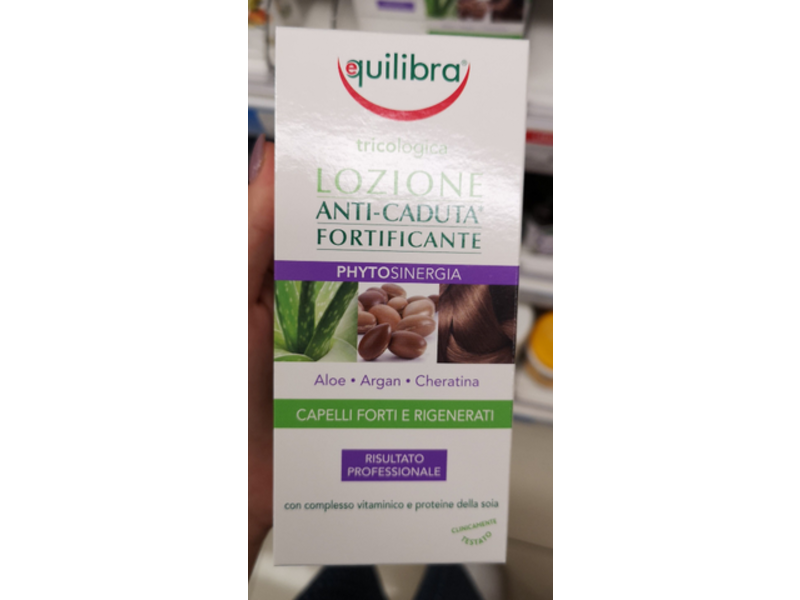 equilibra®
tricologica
LOZIONE
ANTI-CADUTA*
FORTIFICANTE
PHYTOSINERGIA
Aloe • Argan • Cheratina
CAPELLI FORTI E RIGENERATI
RISULTATO
PROFESSIONALE
con complesso vitaminico e proteine della soia
CLINICAMENTE
TESTATO